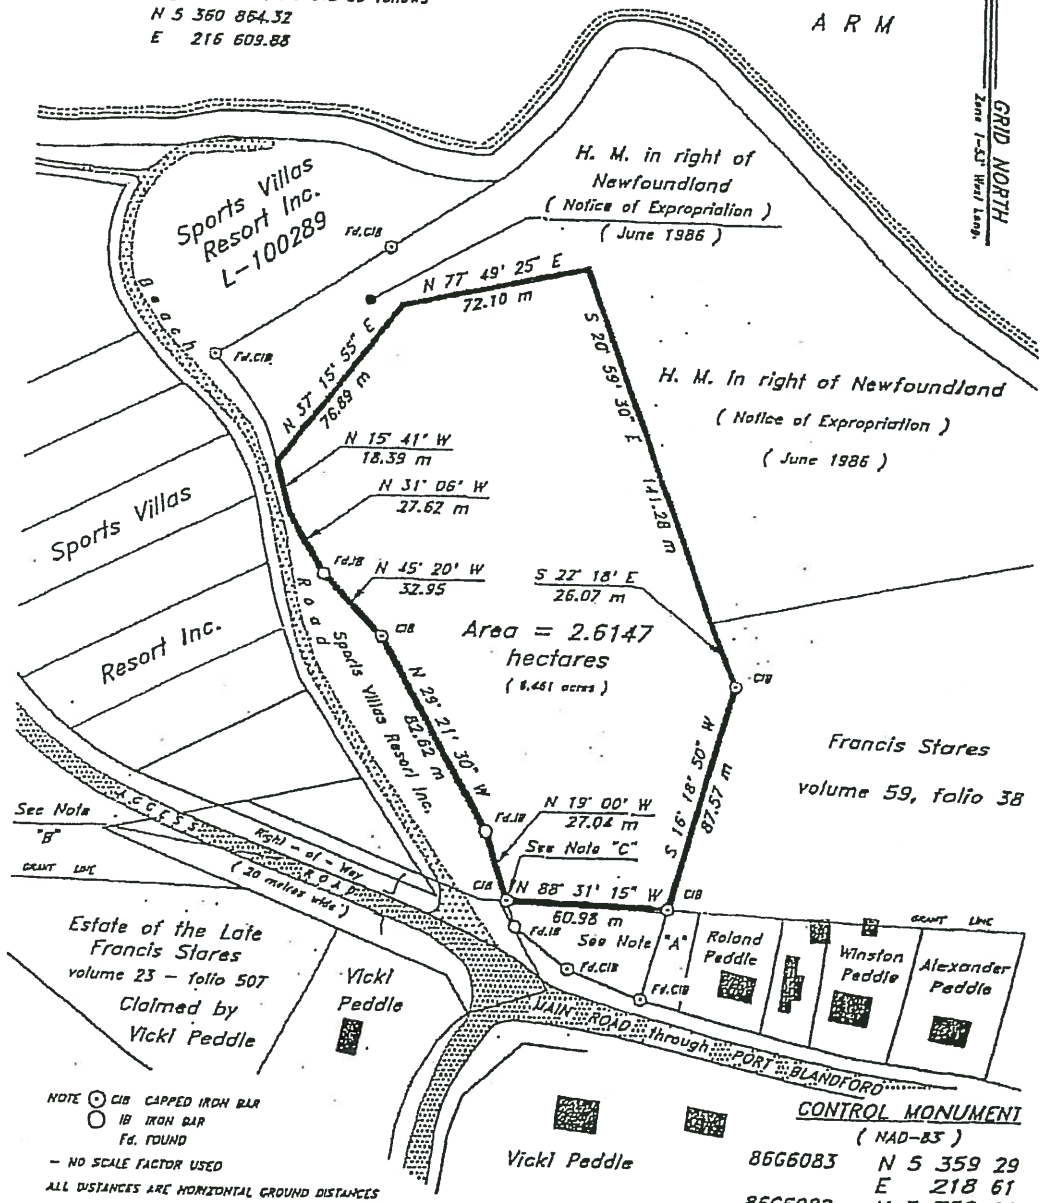 N 5 360 864.32
E 216 609.88
A R M
GRID NORTH
Zone 1-53° West Long.
H. M. in right of
Newfoundland
( Notice of Expropriation )
( June 1986 )
Sports Villas
Resort Inc.
L-100289
Fd.CIB
Beach
N 77° 49' 25" E
72.10 m
Fd.CIB
N 37° 15' 55" E
76.89 m
S 20° 59' 30" E
141.28 m
H. M. In right of Newfoundland
( Notice of Expropriation )
( June 1986 )
N 15° 41' W
18.39 m
N 31° 06' W
27.62 m
Sports Villas
Fd.IB
N 45° 20' W
32.95
S 22° 18' E
26.07 m
Road
CIB
Area = 2.6147
hectares
( 6.461 acres )
Resort Inc.
Sports Villas Resort Inc.
N 29° 21' 30" W
82.62 m
CIB
S 16° 18' 50" W
87.57 m
Francis Stares
volume 59, folio 38
See Note
"B"
ACCESS ROAD
Right-of-Way
( 20 metres wide )
Fd.IB
N 19° 00' W
27.04 m
See Note "C"
GRANT LINE
CIB
N 88° 31' 15" W
60.98 m
CIB
GRANT LINE
Fd.IB
See Note "A"
Fd.CIB
Fd.CIB
Roland
Peddle
Winston
Peddle
Alexander
Peddle
Estate of the Late
Francis Stares
volume 23 - folio 507
Claimed by
Vicki Peddle
Vicki
Peddle
MAIN ROAD through PORT BLANDFORD
NOTE CIB CAPPED IRON BAR
IB IRON BAR
Fd. FOUND
- NO SCALE FACTOR USED
ALL DISTANCES ARE HORIZONTAL GROUND DISTANCES
Vicki Peddle
CONTROL MONUMENT
( NAD-83 )
86G6083 N 5 359 29
E 218 61